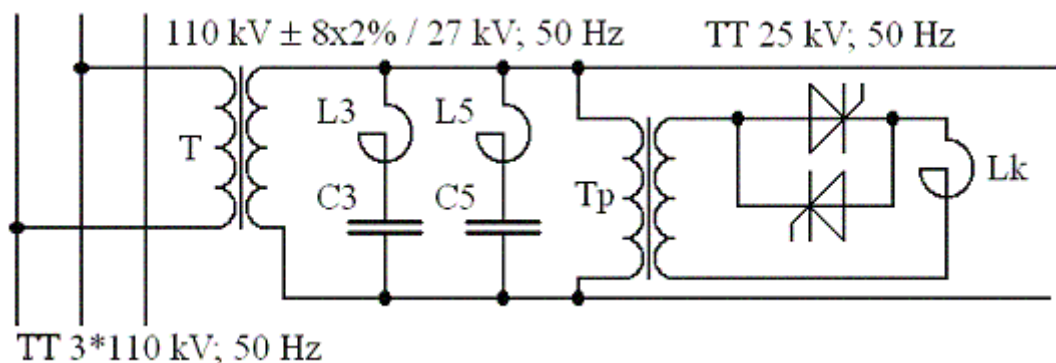 110 kV ± 8x2% / 27 kV; 50 Hz
TT 25 kV; 50 Hz
L3
L5
T
Lk
C3
C5
Tp
TT 3*110 kV; 50 Hz